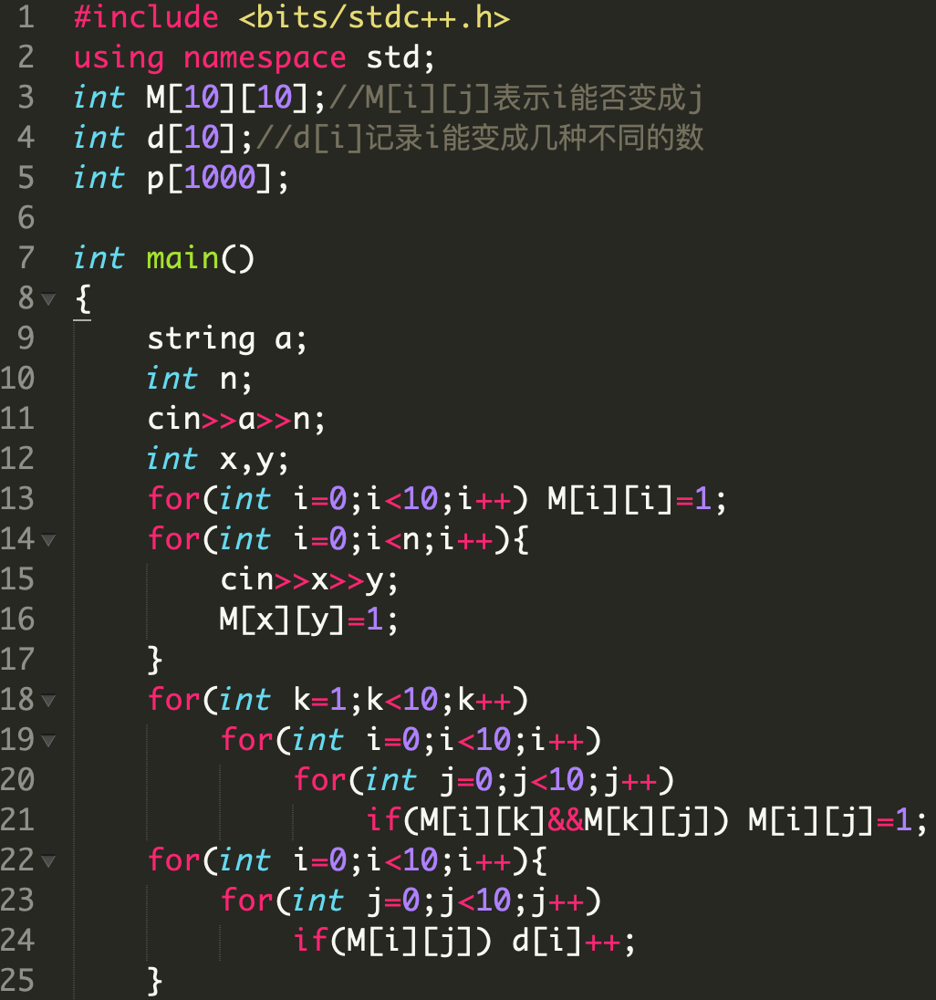 1 #include <bits/stdc++.h>
2 using namespace std;
3 int M[10][10];//M[i][j]表示i能否变成j
4 int d[10];//d[i]记录i能变成几种不同的数
5 int p[1000];
6
7 int main()
8 {
9     string a;
10     int n;
11     cin>>a>>n;
12     int x,y;
13     for(int i=0;i<10;i++) M[i][i]=1;
14     for(int i=0;i<n;i++){
15         cin>>x>>y;
16         M[x][y]=1;
17     }
18     for(int k=1;k<10;k++)
19         for(int i=0;i<10;i++)
20             for(int j=0;j<10;j++)
21                 if(M[i][k]&&M[k][j]) M[i][j]=1;
22     for(int i=0;i<10;i++){
23         for(int j=0;j<10;j++)
24             if(M[i][j]) d[i]++;
25     }